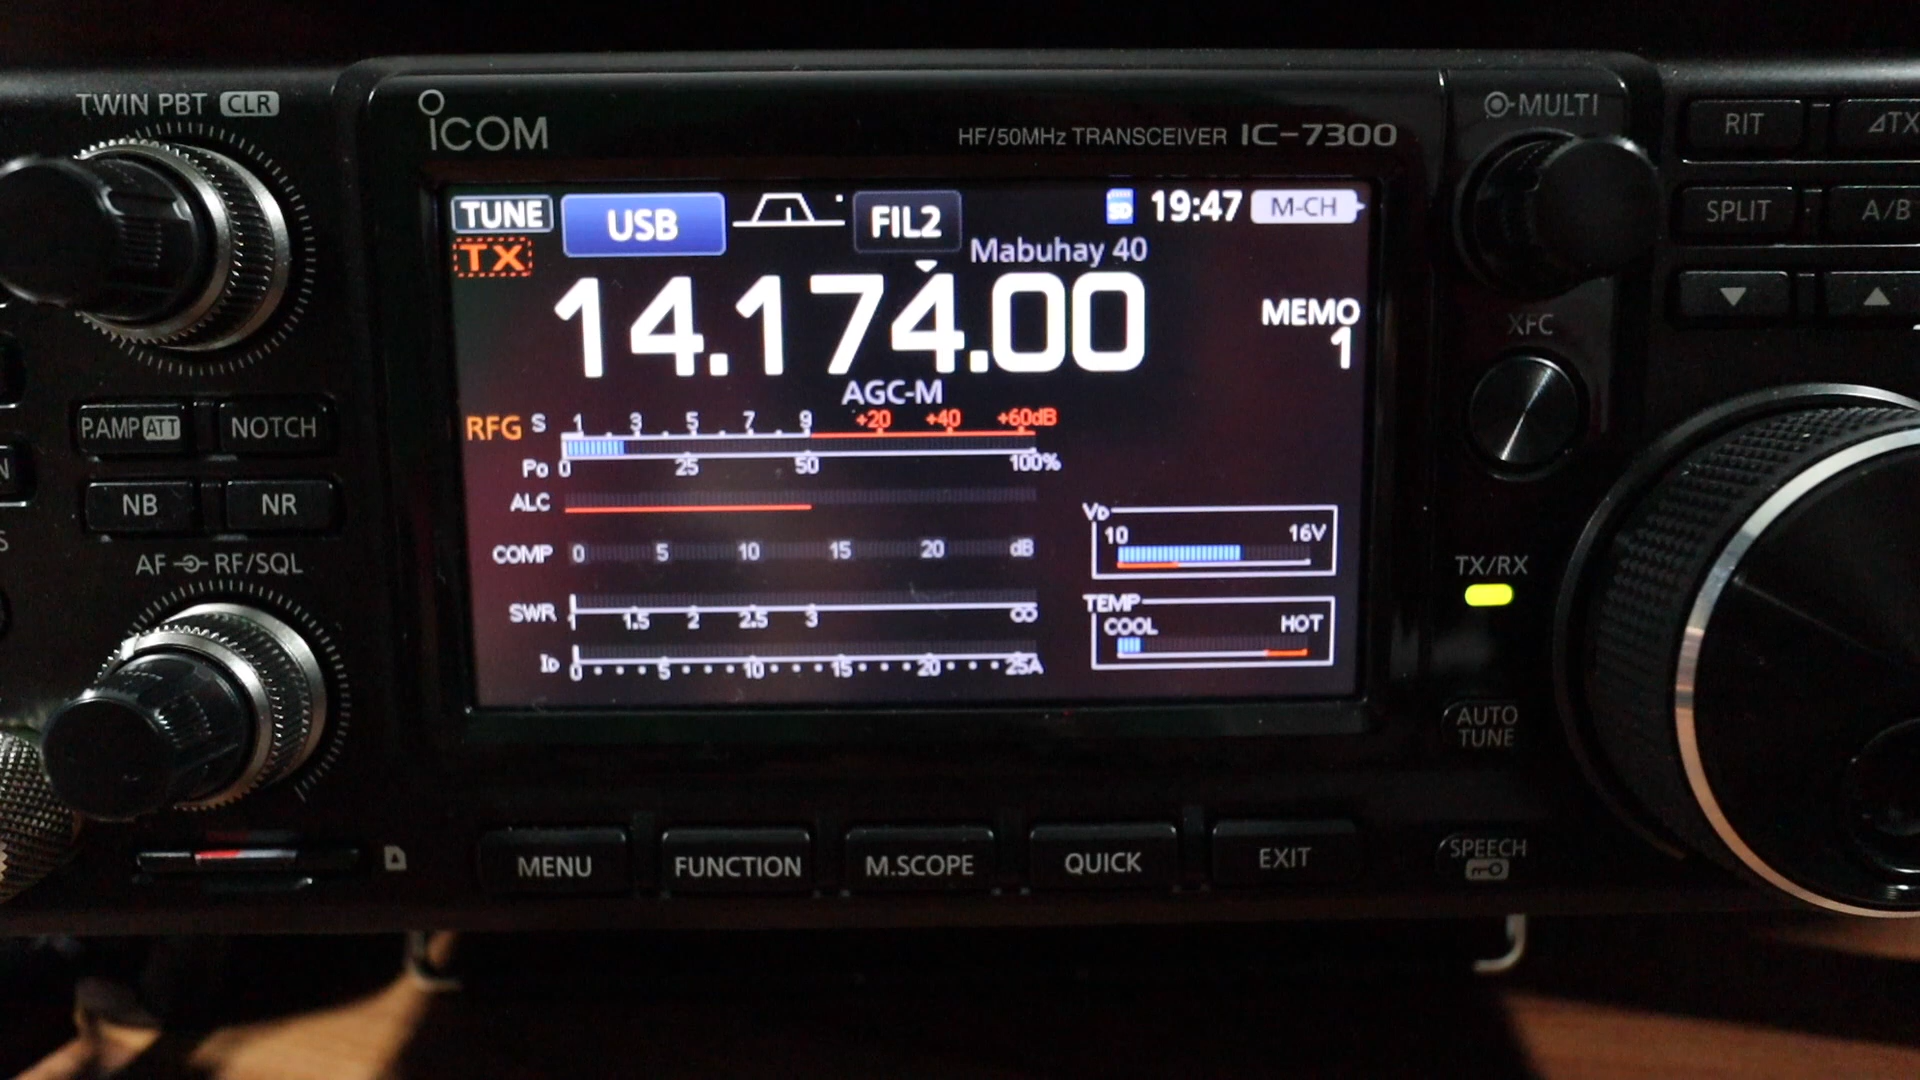 TWIN PBT CLR
ICOM
HF/50MHz TRANSCEIVER IC-7300
MULTI
RIT
⊿TX
TUNE
USB
FIL2
SD
19:47
M-CH
SPLIT
A/B
TX
Mabuhay 40
14.174.00
MEMO
1
▼
▲
XFC
AGC-M
P.AMP ATT
NOTCH
RFG
S 1 3 5 7 9 +20 +40 +60dB
Po 0 25 50 100%
NB
NR
ALC
VD
10 16V
COMP 0 5 10 15 20 dB
AF RF/SQL
TX/RX
SWR 1 1.5 2 2.5 3 ∞
TEMP
COOL HOT
ID 0 5 10 15 20 25A
AUTO
TUNE
MENU
FUNCTION
M.SCOPE
QUICK
EXIT
SPEECH